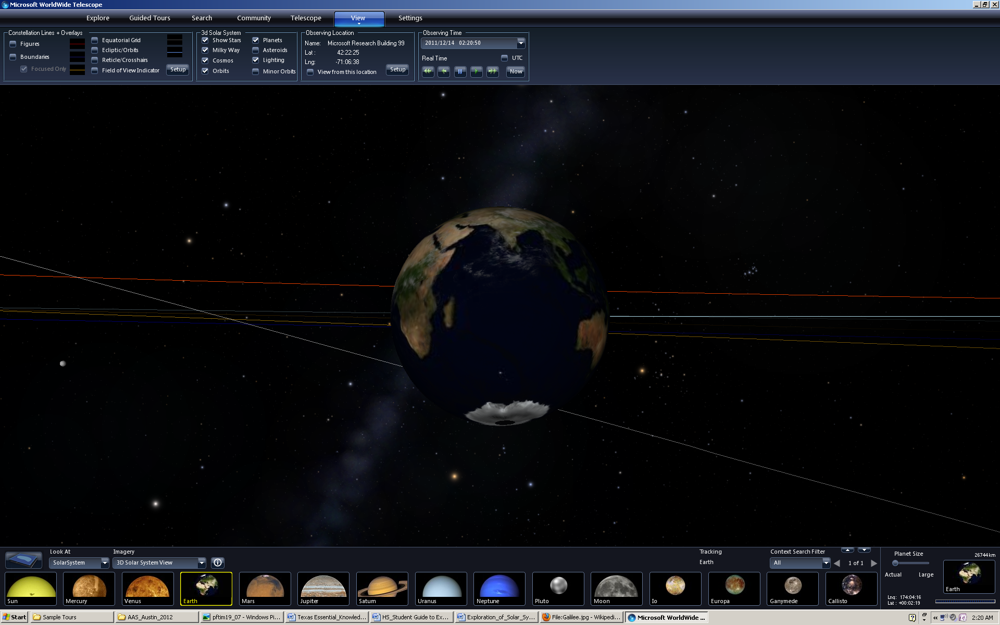 Microsoft WorldWide Telescope
Explore Guided Tours Search Community Telescope View Settings
Constellation Lines + Overlays
Figures
Boundaries
Focused Only
Equatorial Grid
Ecliptic/Orbits
Reticle/Crosshairs
Field of View Indicator
Setup
3d Solar System
Show Stars
Milky Way
Cosmos
Orbits
Planets
Asteroids
Lighting
Minor Orbits
Observing Location
Name: Microsoft Research Building 99
Lat : 42:22:25
Lng: -71:06:38
View from this location
Setup
Observing Time
2011/12/14 02:20:50
Real Time
UTC
Now
Look At
SolarSystem
Imagery
3D Solar System View
Tracking
Earth
Context Search Filter
All
1 of 1
Planet Size
Actual Large
26744km
Earth
Lng: 174:04:16
Lat : +00:02:19
Sun Mercury Venus Earth Mars Jupiter Saturn Uranus Neptune Pluto Moon Io Europa Ganymede Callisto
Start Sample Tours AAS_Austin_2012 pftim19_07 - Windows Pi... Texas Essential_Knowled... HS_Student Guide to Ex... Exploration_of_Solar_Sy... File:Galilee.jpg - Wikipedi... Microsoft WorldWide ... 2:20 AM